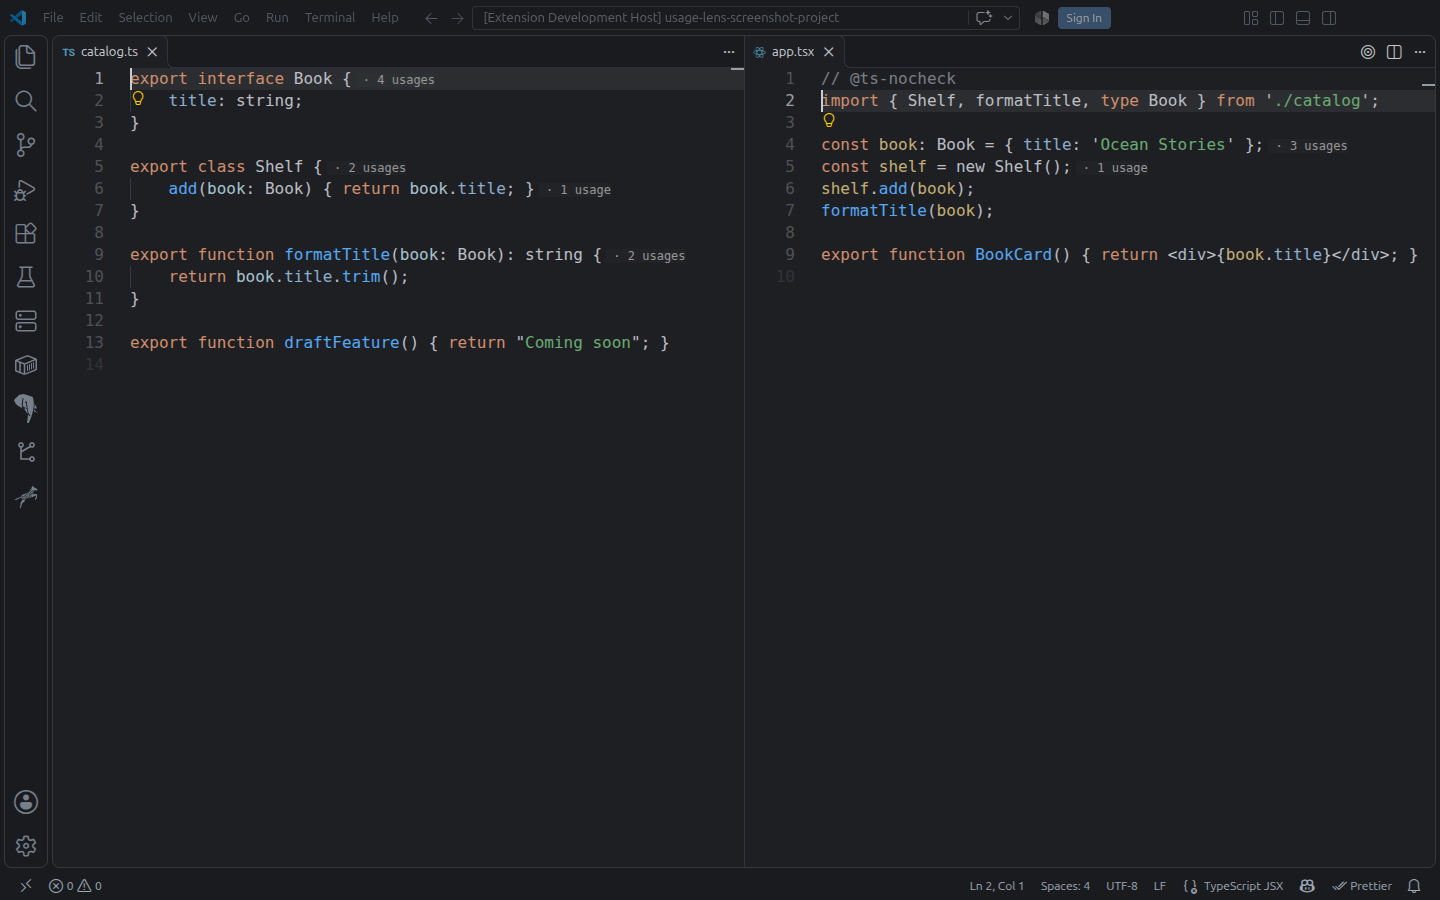 File Edit Selection View Go Run Terminal Help
[Extension Development Host] usage-lens-screenshot-project
Sign In
TS catalog.ts
1 export interface Book { · 4 usages
2     title: string;
3 }
4
5 export class Shelf { · 2 usages
6     add(book: Book) { return book.title; } · 1 usage
7 }
8
9 export function formatTitle(book: Book): string { · 2 usages
10     return book.title.trim();
11 }
12
13 export function draftFeature() { return "Coming soon"; }
14
app.tsx
1 // @ts-nocheck
2 import { Shelf, formatTitle, type Book } from './catalog';
3
4 const book: Book = { title: 'Ocean Stories' }; · 3 usages
5 const shelf = new Shelf(); · 1 usage
6 shelf.add(book);
7 formatTitle(book);
8
9 export function BookCard() { return <div>{book.title}</div>; }
10
0 0
Ln 2, Col 1 Spaces: 4 UTF-8 LF { } TypeScript JSX Prettier